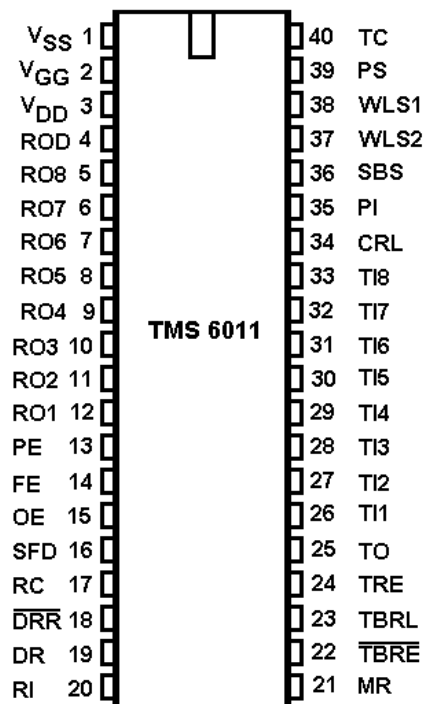 VSS 1 40 TC
VGG 2 39 PS
VDD 3 38 WLS1
ROD 4 37 WLS2
RO8 5 36 SBS
RO7 6 35 PI
RO6 7 34 CRL
RO5 8 33 TI8
RO4 9 32 TI7
TMS 6011
RO3 10 31 TI6
RO2 11 30 TI5
RO1 12 29 TI4
PE 13 28 TI3
FE 14 27 TI2
OE 15 26 TI1
SFD 16 25 TO
RC 17 24 TRE
D̅R̅R̅ 18 23 TBRL
DR 19 22 T̅B̅R̅E̅
RI 20 21 MR